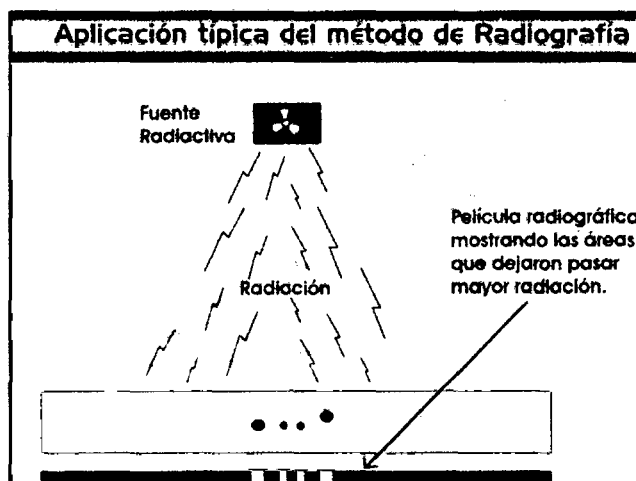 Aplicación típica del método de Radiografía
Fuente
Radiactiva
Película radiográfica
mostrando las áreas
que dejaron pasar
mayor radiación.
Radiación